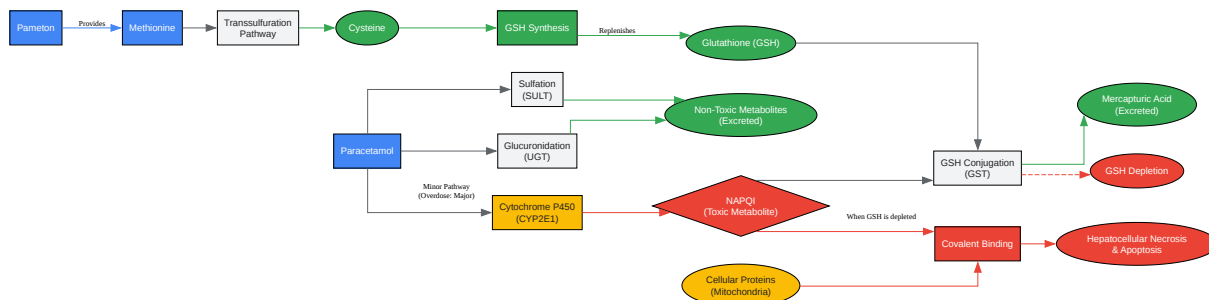 Pameton
Provides
Methionine
Transsulfuration
Pathway
Cysteine
GSH Synthesis
Replenishes
Glutathione (GSH)
Sulfation
(SULT)
Non-Toxic Metabolites
(Excreted)
Mercapturic Acid
(Excreted)
Paracetamol
Glucuronidation
(UGT)
GSH Conjugation
(GST)
GSH Depletion
Minor Pathway
(Overdose: Major)
Cytochrome P450
(CYP2E1)
NAPQI
(Toxic Metabolite)
When GSH is depleted
Covalent Binding
Hepatocellular Necrosis
& Apoptosis
Cellular Proteins
(Mitochondria)